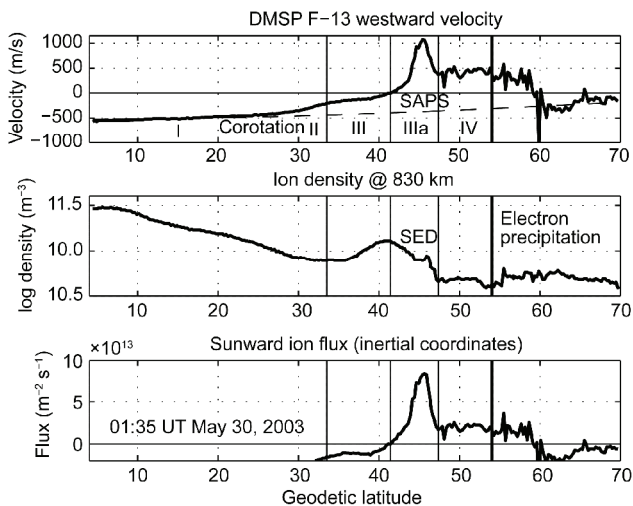 DMSP F−13 westward velocity
Velocity (m/s)
1000
500
0
−500
−1000
SAPS
I Corotation II III IIIa IV
10 20 30 40 50 60 70
Ion density @ 830 km
log density (m⁻³)
11.5
10.0
10.5
SED
Electron
precipitation
10 20 30 40 50 60 70
×10¹³
Sunward ion flux (inertial coordinates)
Flux (m⁻² s⁻¹)
10
5
0
01:35 UT May 30, 2003
10 20 30 40 50 60 70
Geodetic latitude